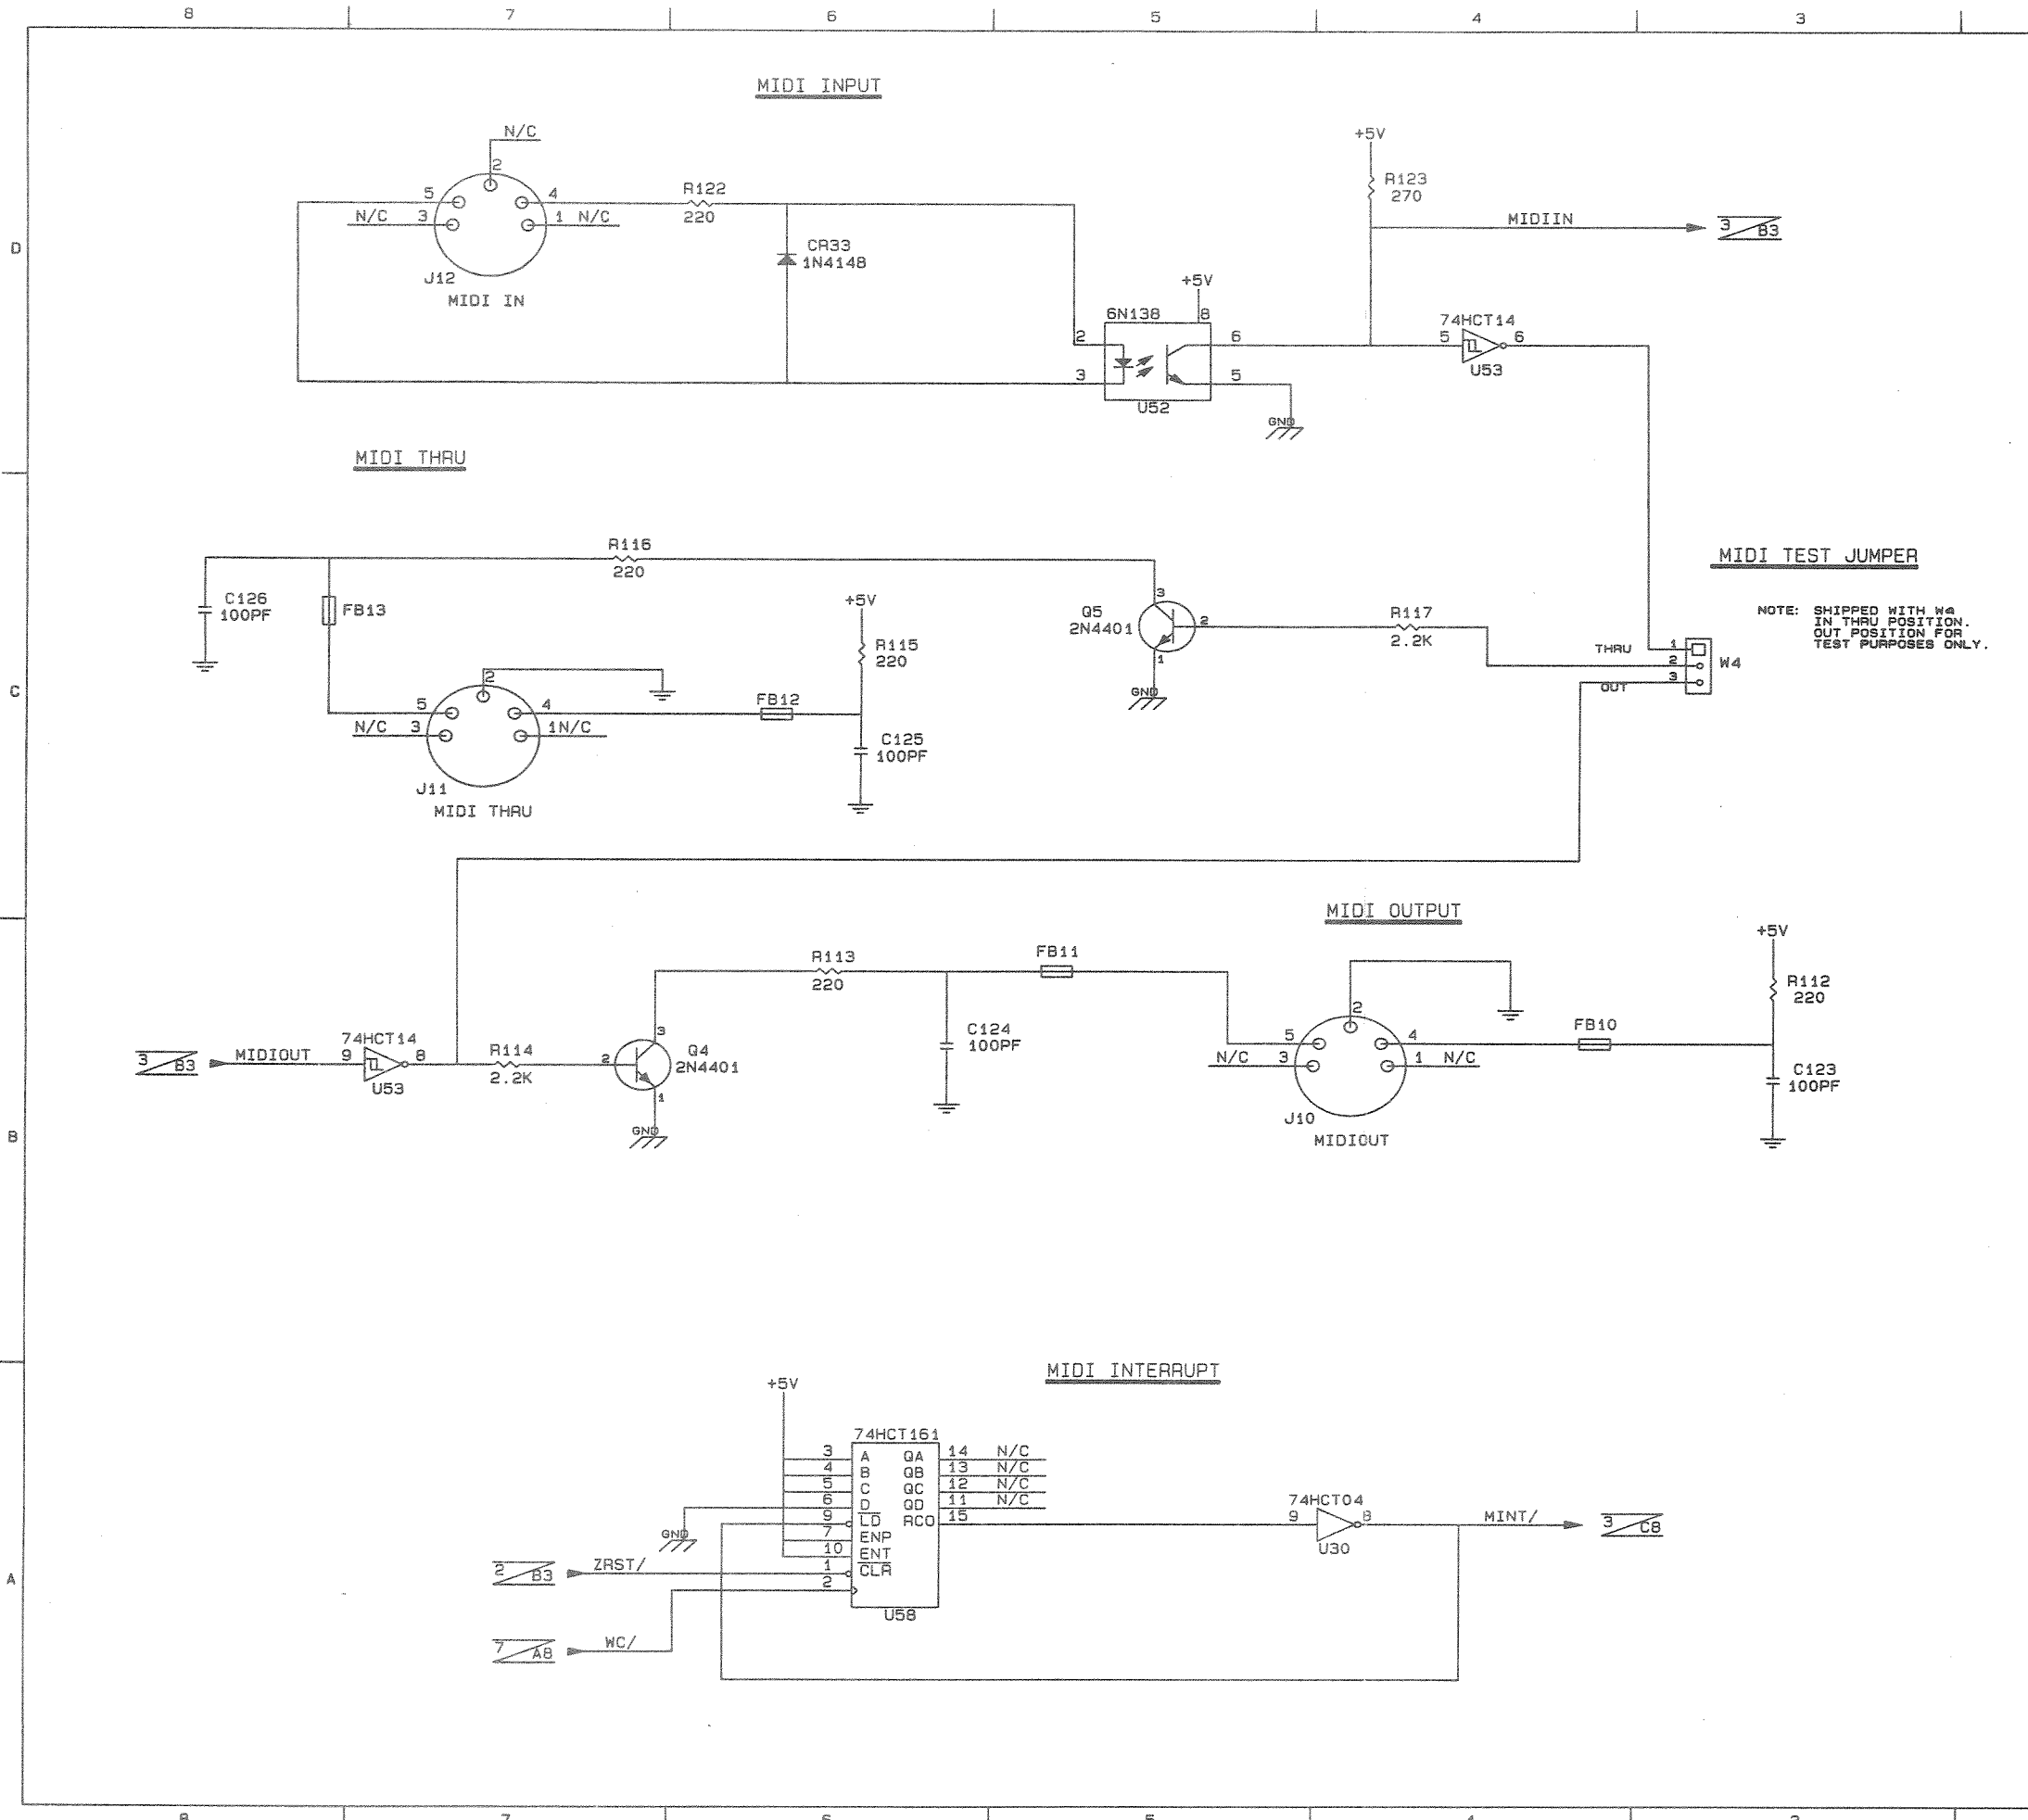 8 7 6 5 4 3
D
C
B
A
MIDI INPUT
N/C
2
5
4
N/C 3
1 N/C
J12
MIDI IN
R122
220
CR33
1N4148
+5V
R123
270
MIDIIN
3 B3
+5V
6N138
8
2
3
6
5
U52
GND
74HCT14
5
6
U53
MIDI THRU
R116
220
C126
100PF
FB13
+5V
R115
220
2
5
4
N/C 3
1N/C
J11
MIDI THRU
FB12
C125
100PF
Q5
2N4401
3
2
1
GND
R117
2.2K
MIDI TEST JUMPER
NOTE: SHIPPED WITH W4
IN THRU POSITION.
OUT POSITION FOR
TEST PURPOSES ONLY.
THRU
OUT
1
2
3
W4
MIDI OUTPUT
3 B3
MIDIOUT
74HCT14
9
8
U53
R114
2.2K
2
3
1
Q4
2N4401
GND
R113
220
C124
100PF
FB11
2
5
4
N/C 3
1 N/C
J10
MIDIOUT
FB10
+5V
R112
220
C123
100PF
MIDI INTERRUPT
+5V
74HCT161
3 A QA 14 N/C
4 B QB 13 N/C
5 C QC 12 N/C
6 D QD 11 N/C
9 LD RCO 15
7 ENP
10 ENT
1 CLR
2
U58
GND
2 B3
ZRST/
7 A8
WC/
74HCT04
9
8
U30
MINT/
3 C8